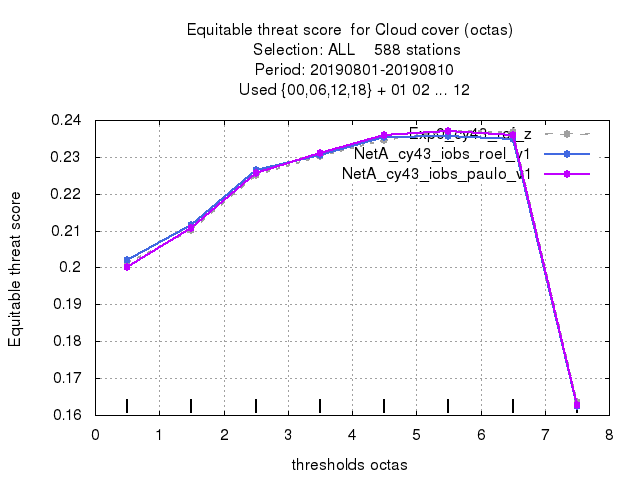 Equitable threat score  for Cloud cover (octas)
Selection: ALL    588 stations
Period: 20190801-20190810
Used {00,06,12,18} + 01 02 ... 12
Equitable threat score
0.24
0.23
0.22
0.21
0.2
0.19
0.18
0.17
0.16
NetA_cy43_iobs_roel_v1
NetA_cy43_iobs_paulo_v1
0 1 2 3 4 5 6 7 8
thresholds octas